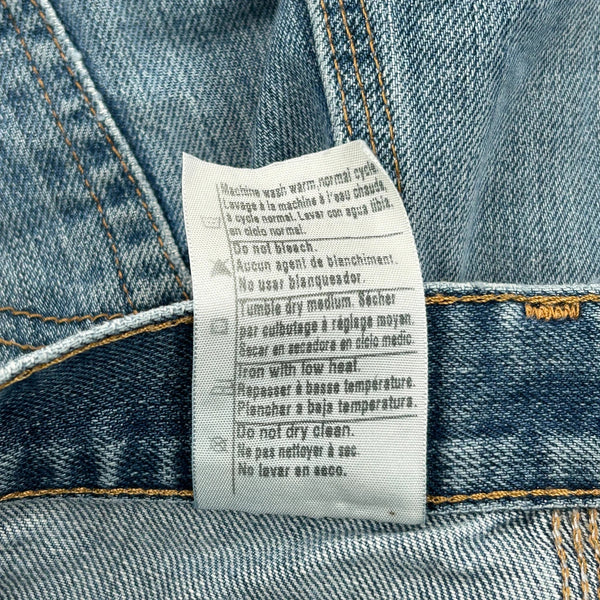 Machine wash warm,normal cycle.
Lavage à la machine à l'eau chaude,
à cycle normal. Lavar con agua tibia,
en ciclo normal.
Do not bleach.
Aucun agent de blanchiment.
No usar blanqueador.
Tumble dry medium. Sécher
par culbutage à réglage moyen.
Secar en secadora en ciclo medio.
Iron with low heat.
Repasser à basse température.
Planchar a baja temperatura.
Do not dry clean.
Ne pas nettoyer à sec.
No lavar en seco.